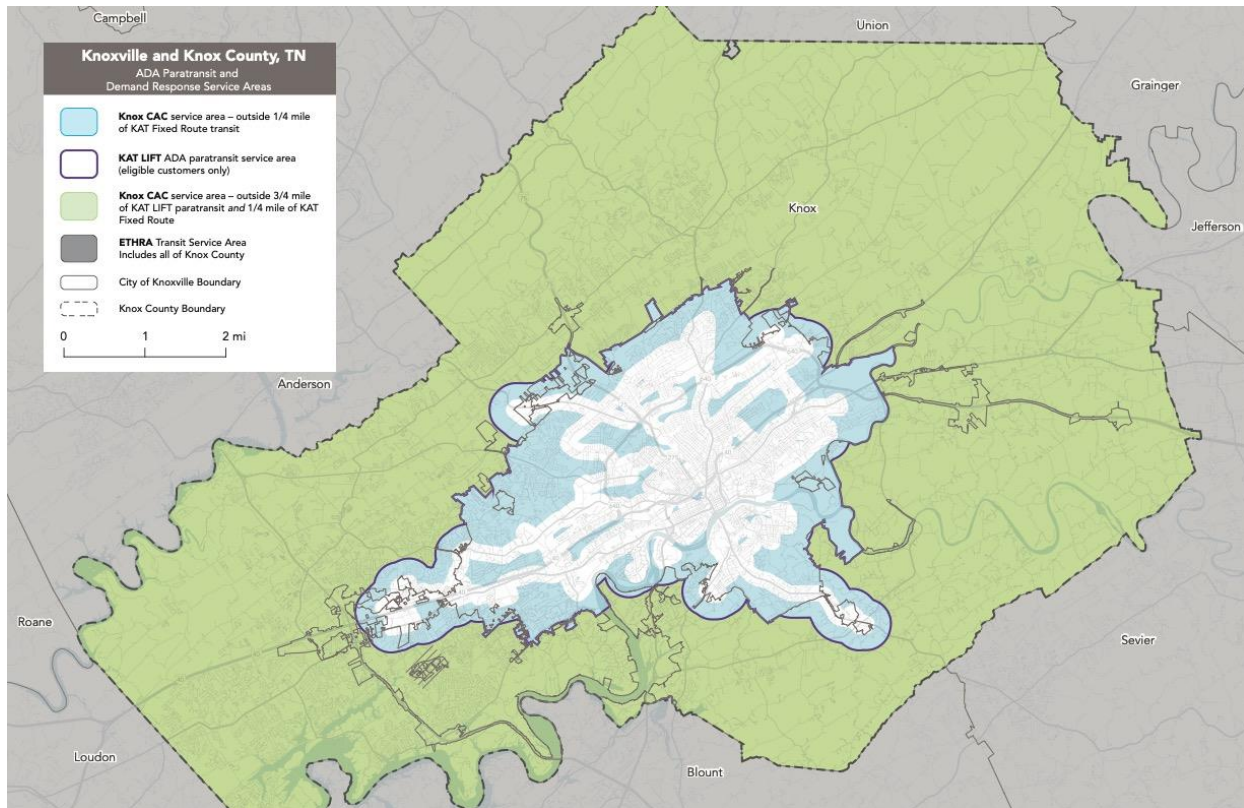 Campbell
Union
Knoxville and Knox County, TN
ADA Paratransit and
Demand Response Service Areas
Grainger
Knox CAC service area – outside 1/4 mile
of KAT Fixed Route transit
KAT LIFT ADA paratransit service area
(eligible customers only)
Knox CAC service area – outside 3/4 mile
of KAT LIFT paratransit and 1/4 mile of KAT
Fixed Route
Knox
Jefferson
ETHRA Transit Service Area
Includes all of Knox County
City of Knoxville Boundary
Knox County Boundary
0 1 2 mi
Anderson
40
Roane
Sevier
Loudon
Blount